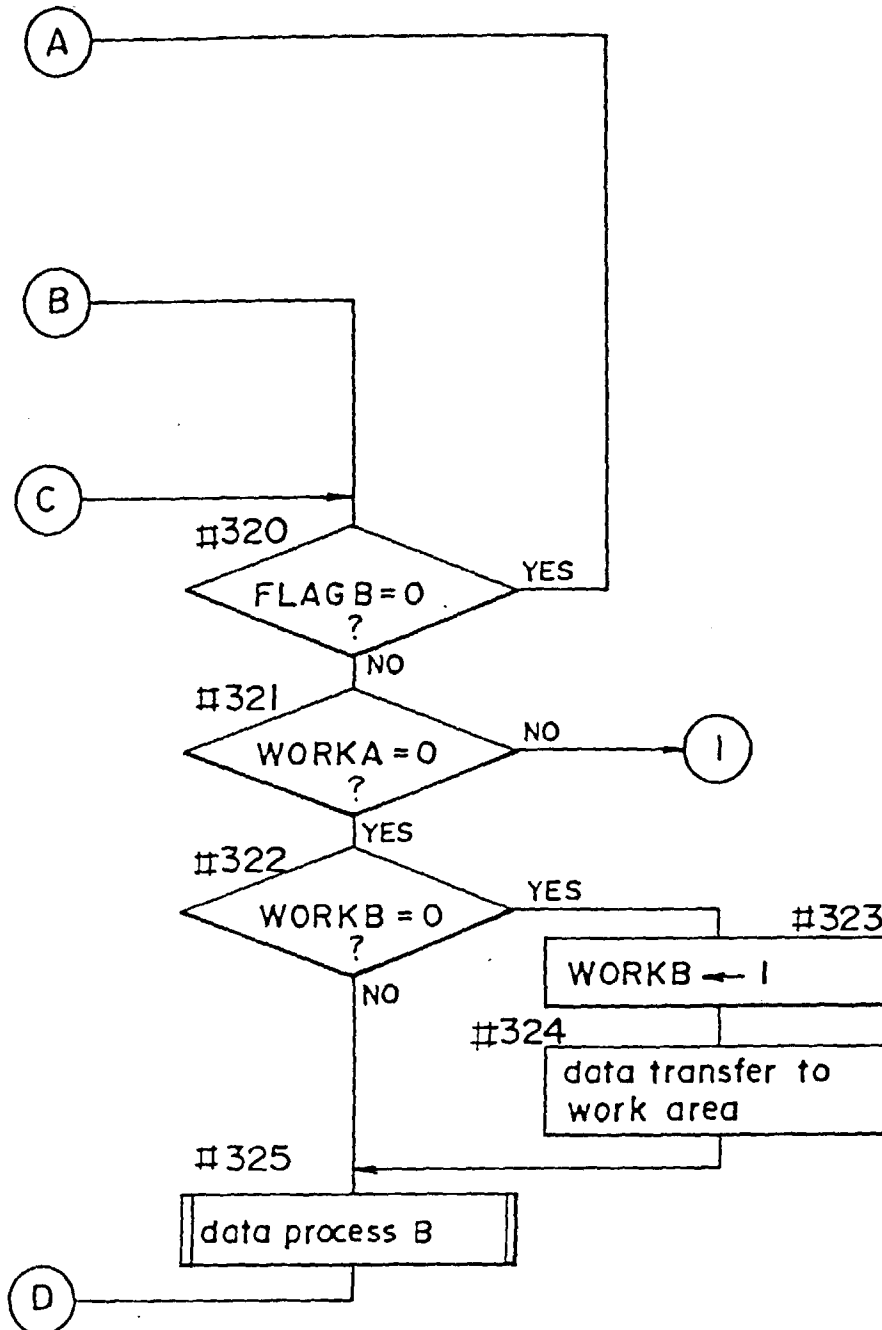 A
B
C
#320
FLAGB=0
?
YES
NO
#321
WORKA=0
?
NO
1
YES
#322
WORKB=0
?
YES
NO
#323
WORKB ← 1
#324
data transfer to
work area
#325
data process B
D